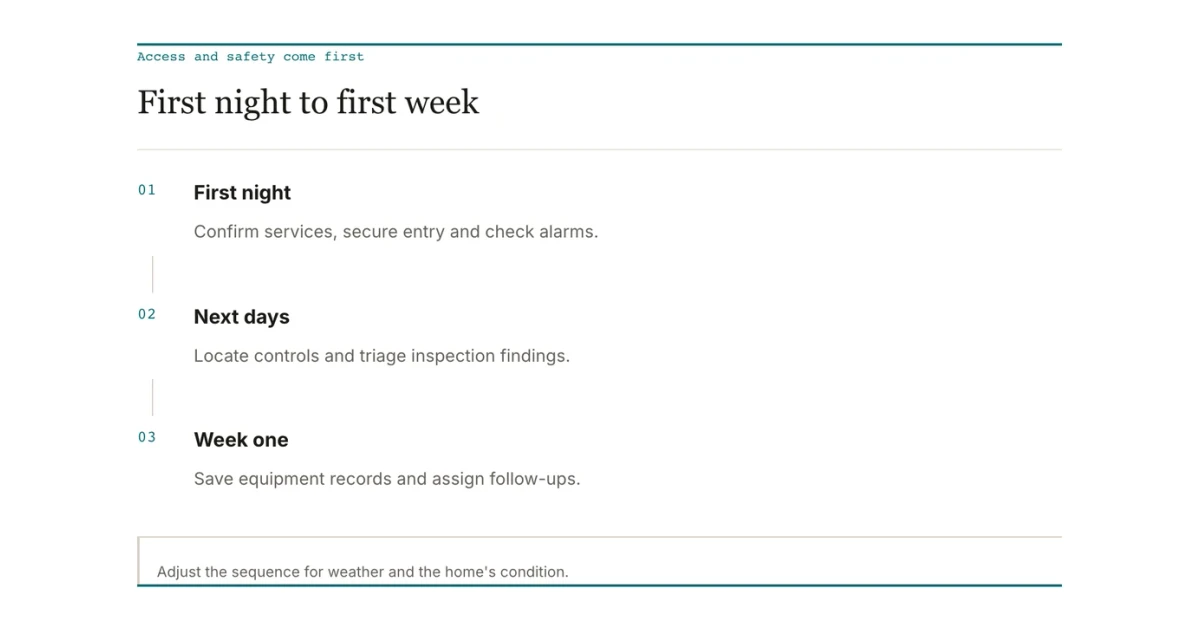 Access and safety come first
First night to first week
01
First night
Confirm services, secure entry and check alarms.
02
Next days
Locate controls and triage inspection findings.
03
Week one
Save equipment records and assign follow-ups.
Adjust the sequence for weather and the home's condition.